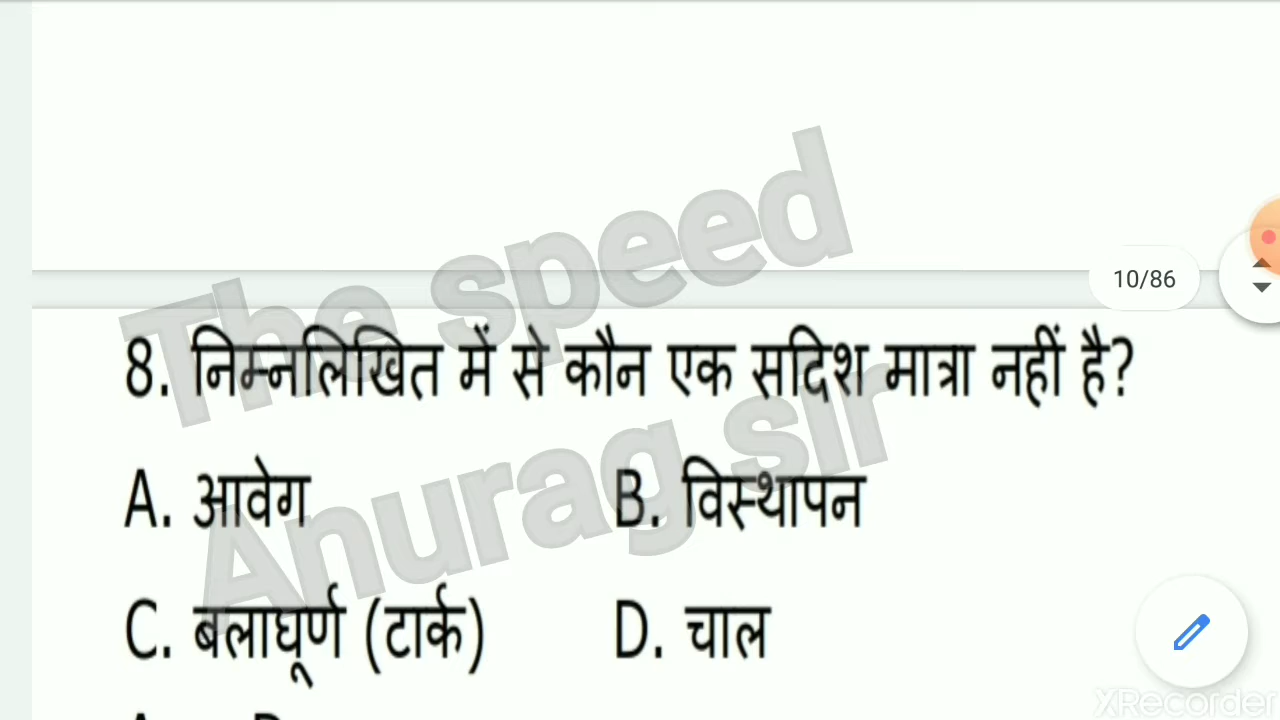 The speed
Anurag sir
10/86
8. निम्नलिखित में से कौन एक सदिश मात्रा नहीं है?
A. आवेग B. विस्थापन
C. बलाघूर्ण (टार्क) D. चाल
XRecorder